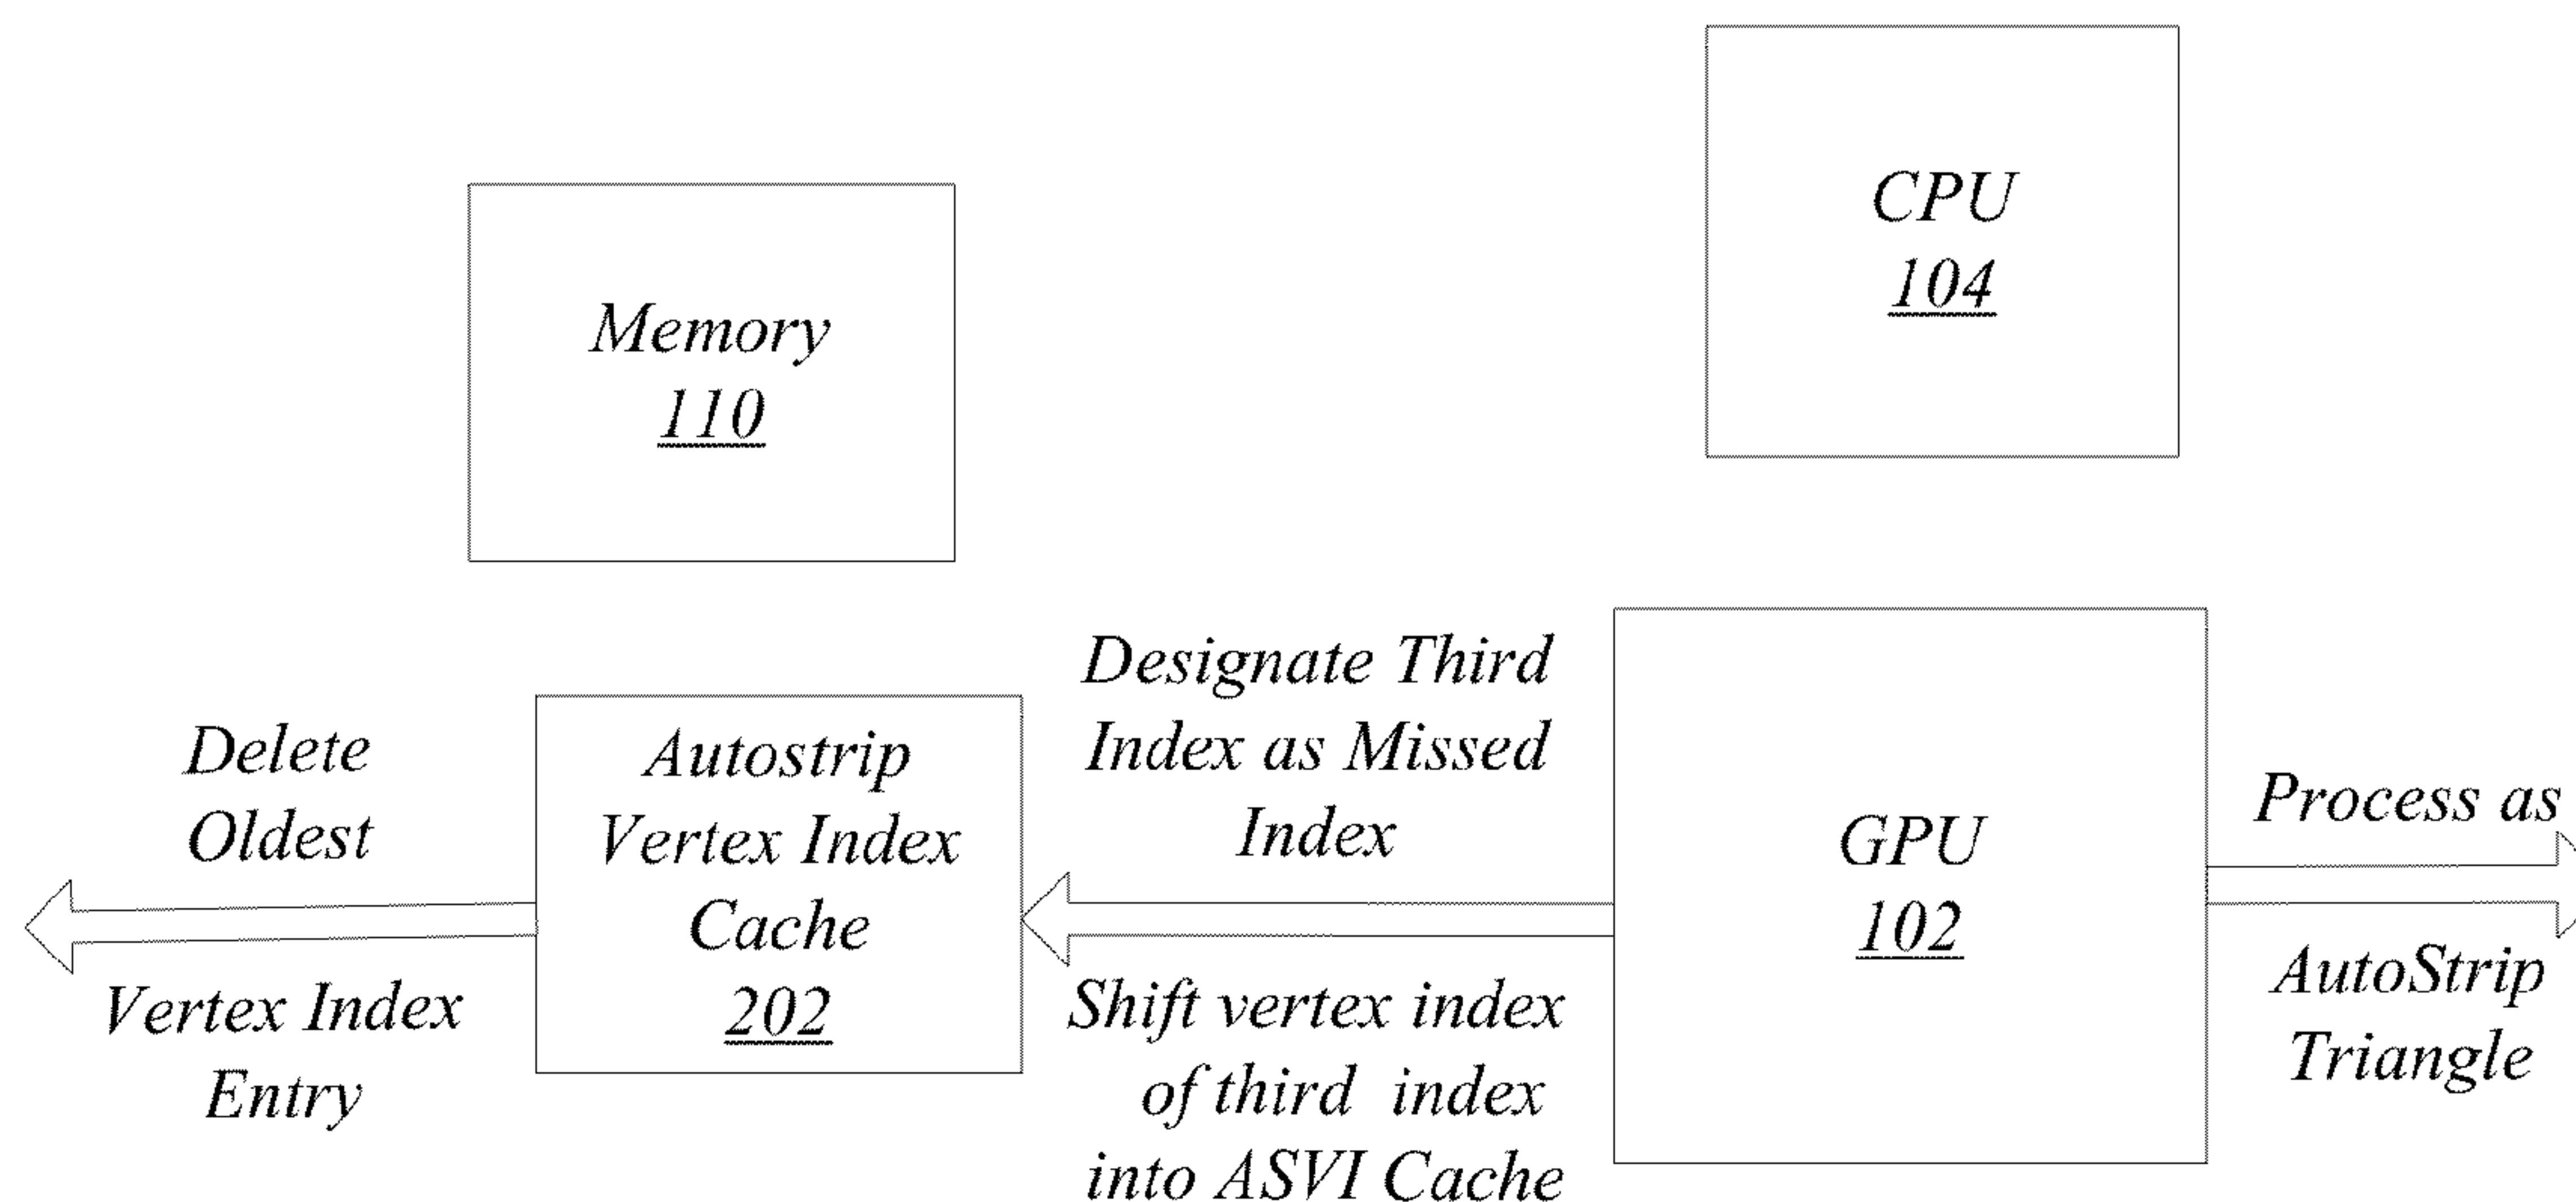 CPU
104
Memory
110
Delete
Oldest
Vertex Index
Entry
Autostrip
Vertex Index
Cache
202
Designate Third
Index as Missed
Index
Shift vertex index
of third index
into ASVI Cache
GPU
102
Process as
AutoStrip
Triangle